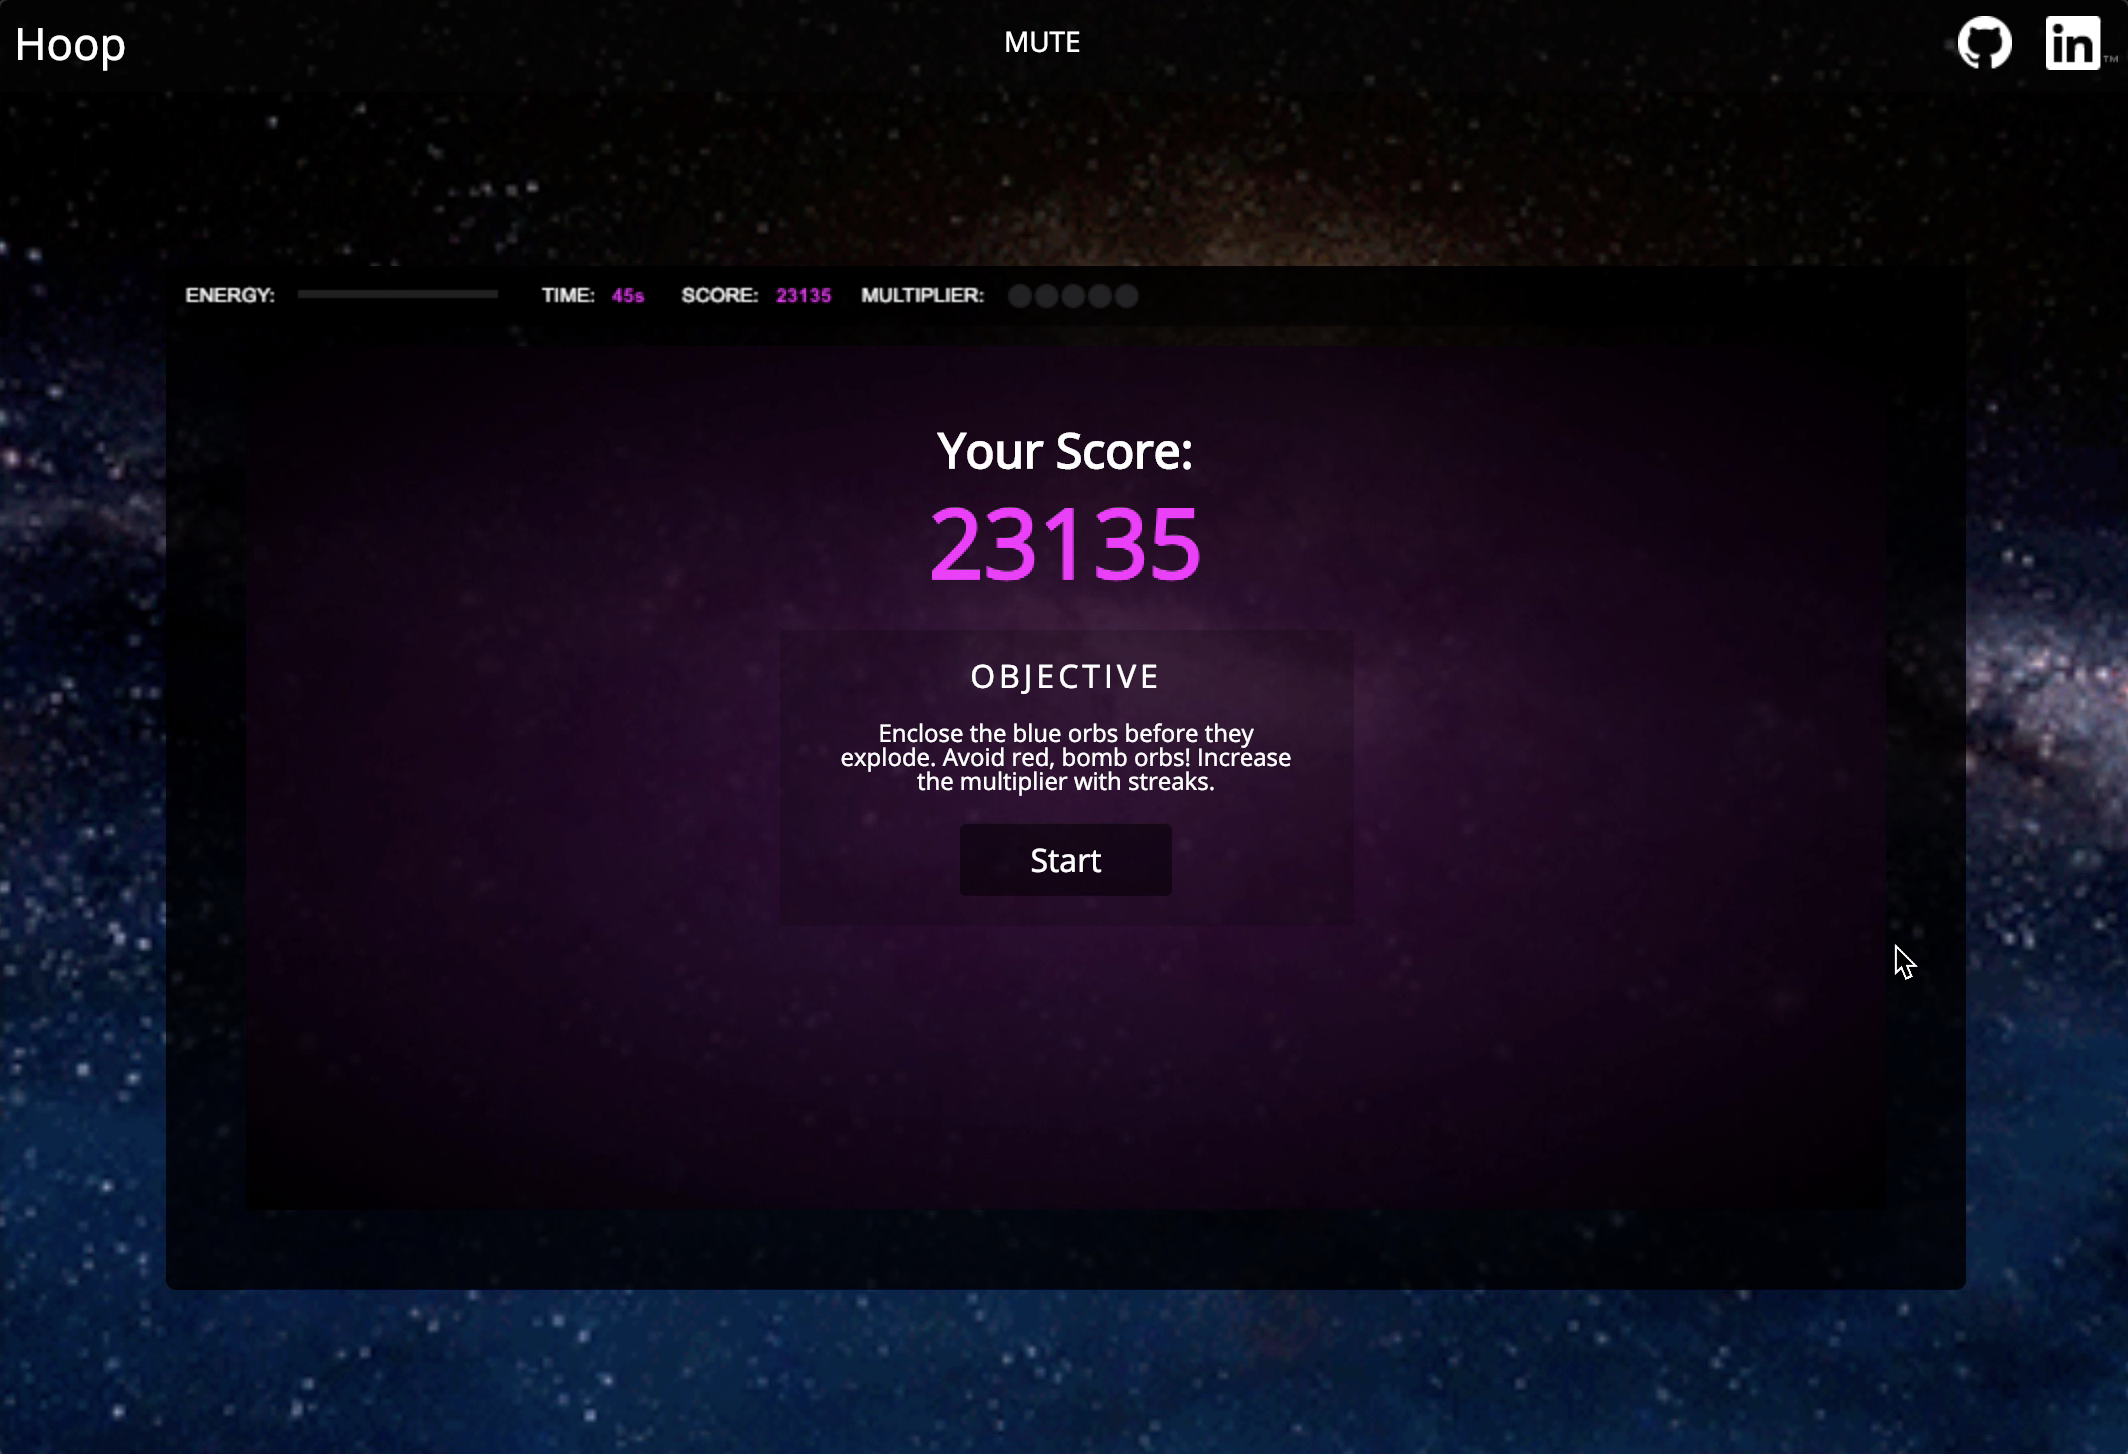 Hoop
MUTE
in™
ENERGY: TIME: 45s SCORE: 23135 MULTIPLIER:
Your Score:
23135
OBJECTIVE
Enclose the blue orbs before they
explode. Avoid red, bomb orbs! Increase
the multiplier with streaks.
Start